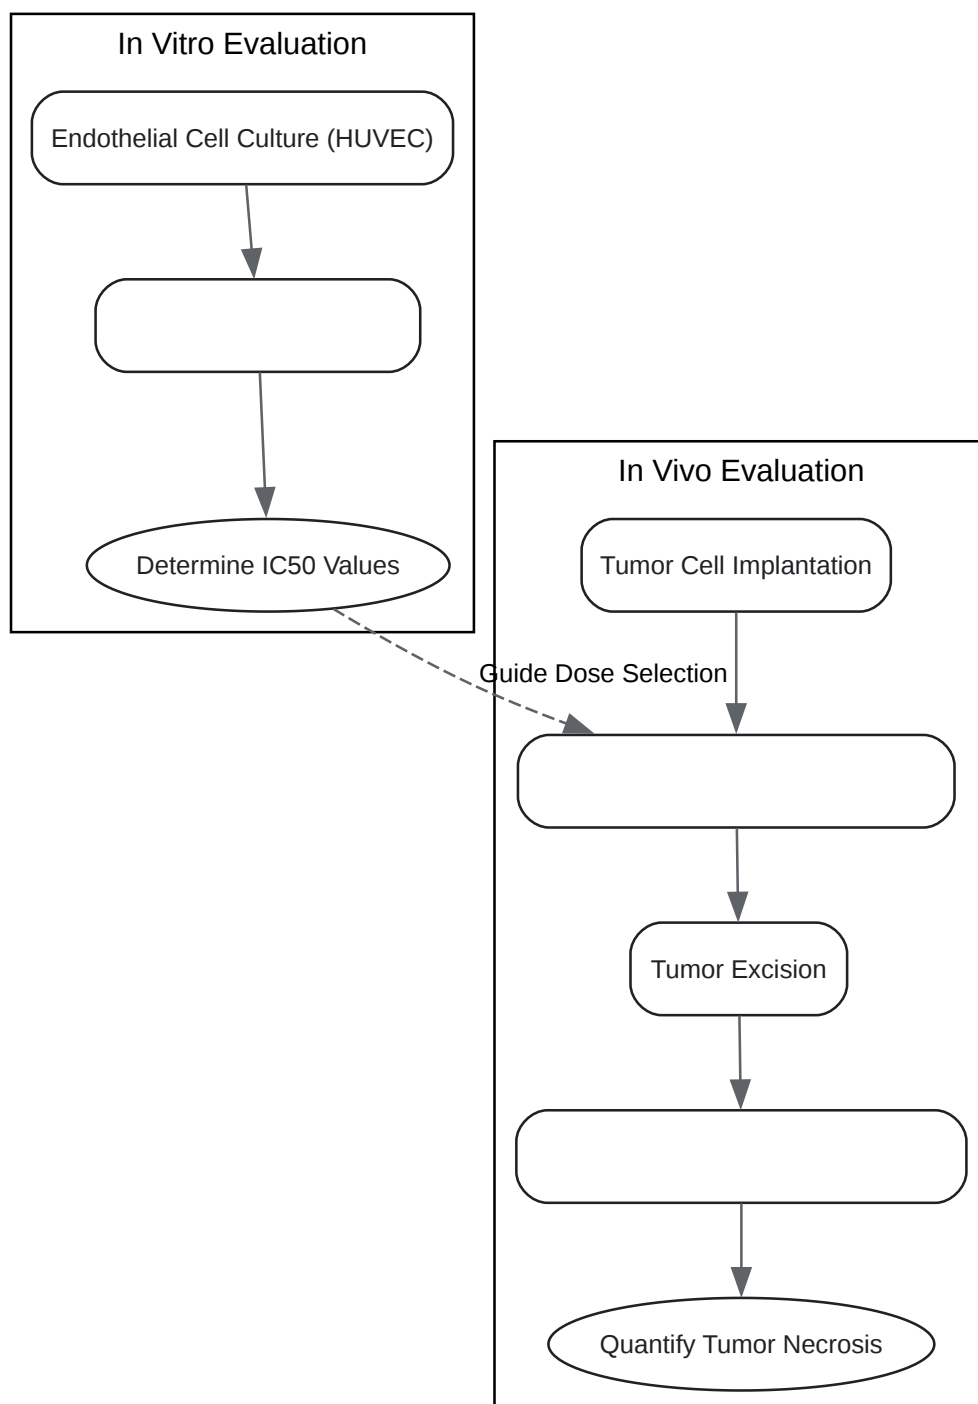 In Vitro Evaluation
Endothelial Cell Culture (HUVEC)
Determine IC50 Values
In Vivo Evaluation
Tumor Cell Implantation
Guide Dose Selection
Tumor Excision
Quantify Tumor Necrosis